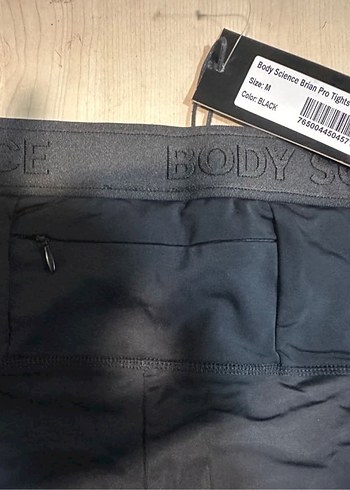 Body Science Brian Pro Tights
Size: M
Color: BLACK
765004450457
CE BODY SC